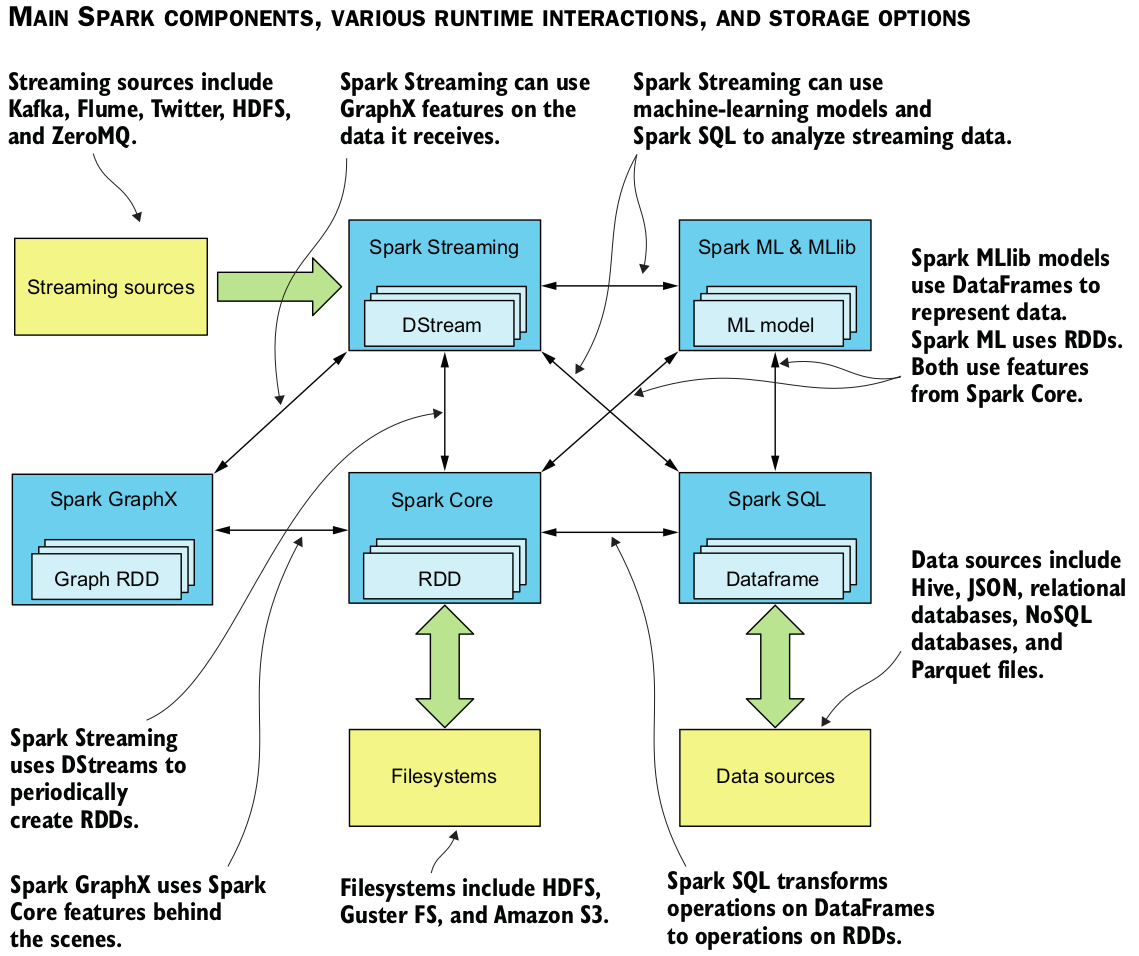 MAIN SPARK COMPONENTS, VARIOUS RUNTIME INTERACTIONS, AND STORAGE OPTIONS
Streaming sources include
Kafka, Flume, Twitter, HDFS,
and ZeroMQ.
Spark Streaming can use
GraphX features on the
data it receives.
Spark Streaming can use
machine-learning models and
Spark SQL to analyze streaming data.
Streaming sources
Spark Streaming
DStream
Spark ML & MLlib
ML model
Spark MLlib models
use DataFrames to
represent data.
Spark ML uses RDDs.
Both use features
from Spark Core.
Spark GraphX
Graph RDD
Spark Core
RDD
Spark SQL
Dataframe
Data sources include
Hive, JSON, relational
databases, NoSQL
databases, and
Parquet files.
Spark Streaming
uses DStreams to
periodically
create RDDs.
Filesystems
Data sources
Spark GraphX uses Spark
Core features behind
the scenes.
Filesystems include HDFS,
Guster FS, and Amazon S3.
Spark SQL transforms
operations on DataFrames
to operations on RDDs.